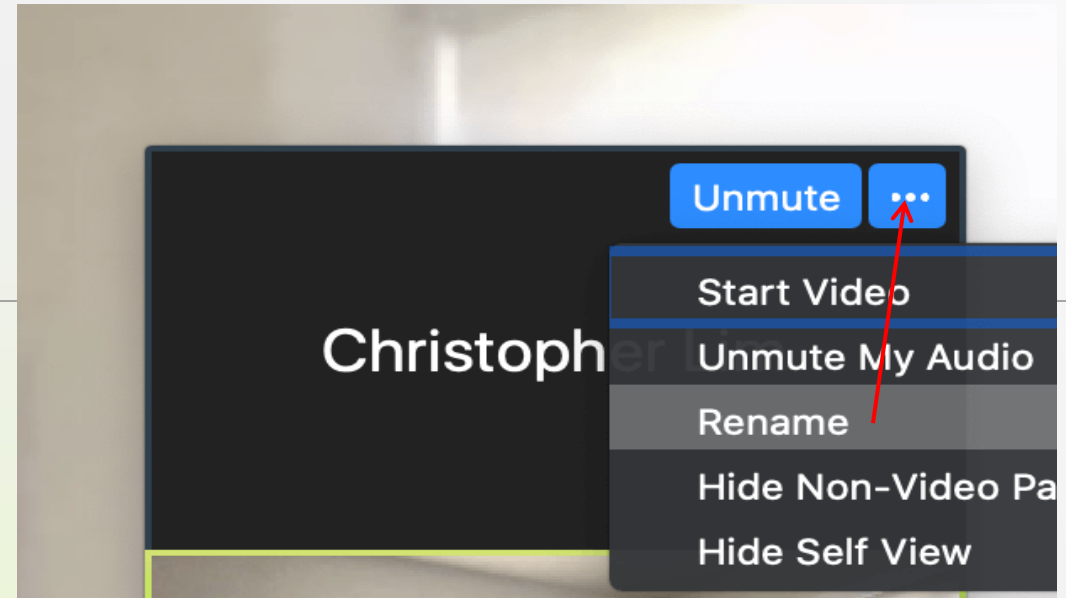 Unmute ...
Start Video
Christopher Lim
Unmute My Audio
Rename
Hide Non-Video Pa
Hide Self View